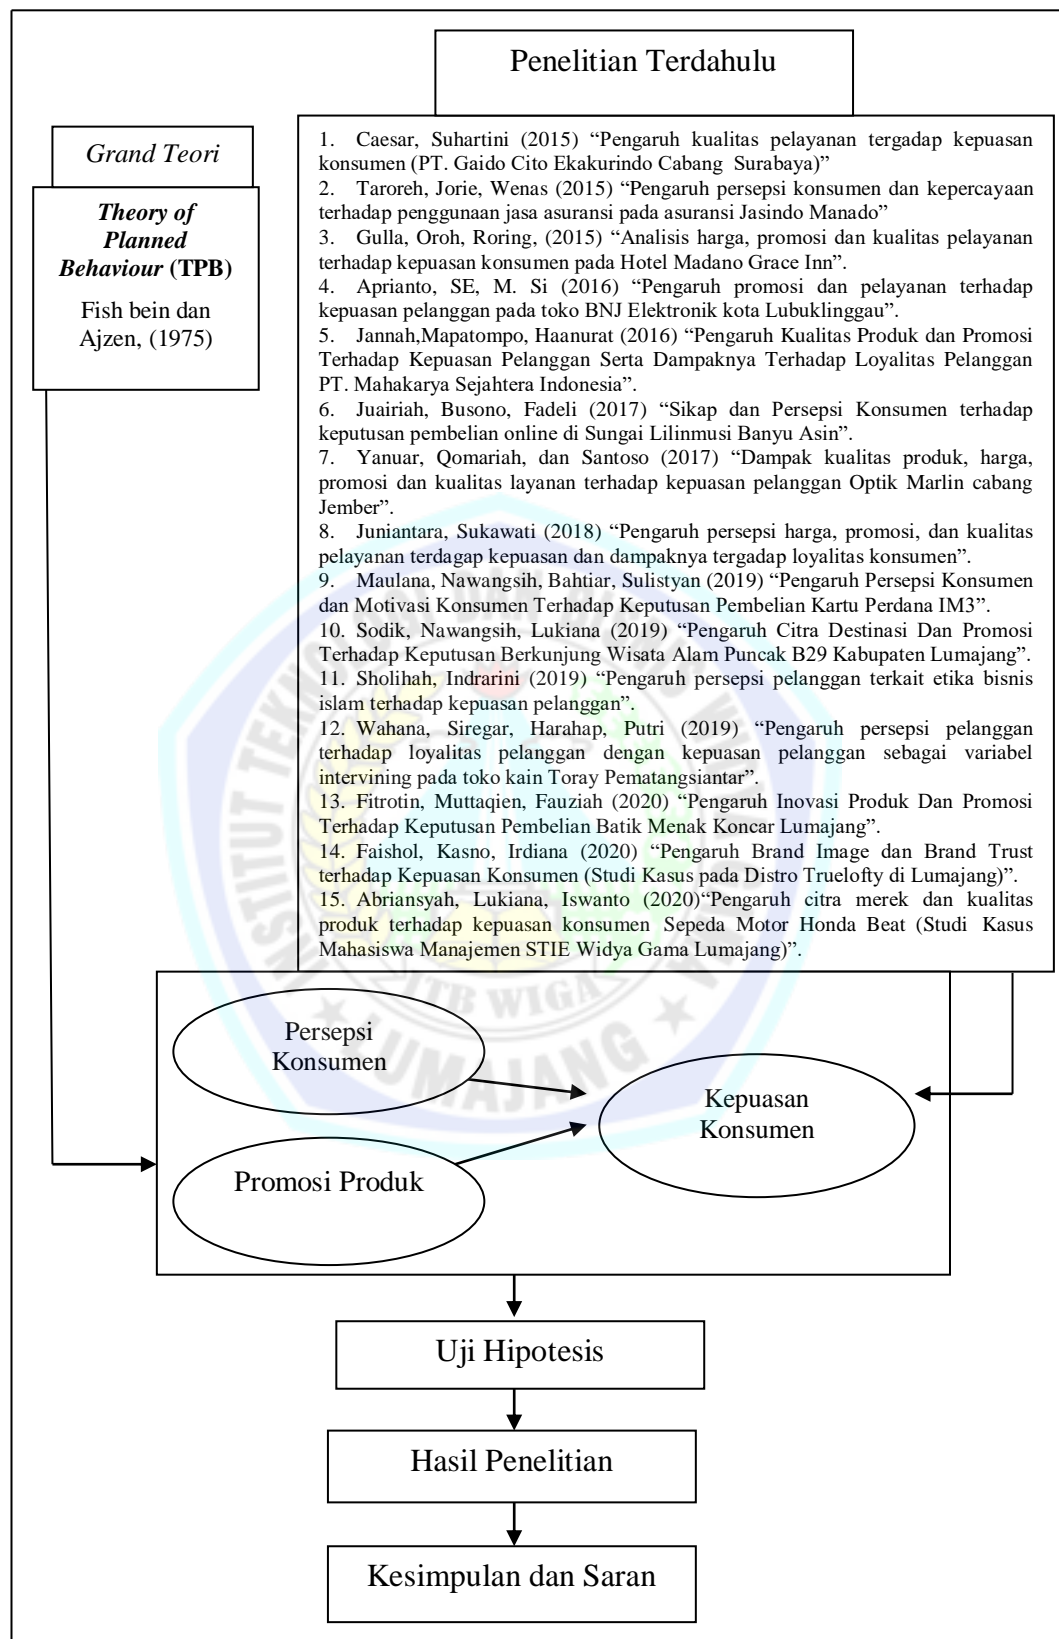 Penelitian Terdahulu
Grand Teori
Theory of
Planned
Behaviour (TPB)
Fish bein dan
Ajzen, (1975)
1. Caesar, Suhartini (2015) “Pengaruh kualitas pelayanan tergadap kepuasan
konsumen (PT. Gaido Cito Ekakurindo Cabang Surabaya)”
2. Taroreh, Jorie, Wenas (2015) “Pengaruh persepsi konsumen dan kepercayaan
terhadap penggunaan jasa asuransi pada asuransi Jasindo Manado”
3. Gulla, Oroh, Roring, (2015) “Analisis harga, promosi dan kualitas pelayanan
terhadap kepuasan konsumen pada Hotel Madano Grace Inn”.
4. Aprianto, SE, M. Si (2016) “Pengaruh promosi dan pelayanan terhadap
kepuasan pelanggan pada toko BNJ Elektronik kota Lubuklinggau”.
5. Jannah,Mapatompo, Haanurat (2016) “Pengaruh Kualitas Produk dan Promosi
Terhadap Kepuasan Pelanggan Serta Dampaknya Terhadap Loyalitas Pelanggan
PT. Mahakarya Sejahtera Indonesia”.
6. Juairiah, Busono, Fadeli (2017) “Sikap dan Persepsi Konsumen terhadap
keputusan pembelian online di Sungai Lilinmusi Banyu Asin”.
7. Yanuar, Qomariah, dan Santoso (2017) “Dampak kualitas produk, harga,
promosi dan kualitas layanan terhadap kepuasan pelanggan Optik Marlin cabang
Jember”.
8. Juniantara, Sukawati (2018) “Pengaruh persepsi harga, promosi, dan kualitas
pelayanan terdagap kepuasan dan dampaknya tergadap loyalitas konsumen”.
9. Maulana, Nawangsih, Bahtiar, Sulistyan (2019) “Pengaruh Persepsi Konsumen
dan Motivasi Konsumen Terhadap Keputusan Pembelian Kartu Perdana IM3”.
10. Sodik, Nawangsih, Lukiana (2019) “Pengaruh Citra Destinasi Dan Promosi
Terhadap Keputusan Berkunjung Wisata Alam Puncak B29 Kabupaten Lumajang”.
11. Sholihah, Indrarini (2019) “Pengaruh persepsi pelanggan terkait etika bisnis
islam terhadap kepuasan pelanggan”.
12. Wahana, Siregar, Harahap, Putri (2019) “Pengaruh persepsi pelanggan
terhadap loyalitas pelanggan dengan kepuasan pelanggan sebagai variabel
intervining pada toko kain Toray Pematangsiantar”.
13. Fitrotin, Muttaqien, Fauziah (2020) “Pengaruh Inovasi Produk Dan Promosi
Terhadap Keputusan Pembelian Batik Menak Koncar Lumajang”.
14. Faishol, Kasno, Irdiana (2020) “Pengaruh Brand Image dan Brand Trust
terhadap Kepuasan Konsumen (Studi Kasus pada Distro Truelofty di Lumajang)”.
15. Abriansyah, Lukiana, Iswanto (2020)“Pengaruh citra merek dan kualitas
produk terhadap kepuasan konsumen Sepeda Motor Honda Beat (Studi Kasus
Mahasiswa Manajemen STIE Widya Gama Lumajang)”.
INSTITUT TEKNOLOGI DAN BISNIS WIDYA GAMA
ITB WIGA
LUMAJANG
Persepsi
Konsumen
Promosi Produk
Kepuasan
Konsumen
Uji Hipotesis
Hasil Penelitian
Kesimpulan dan Saran